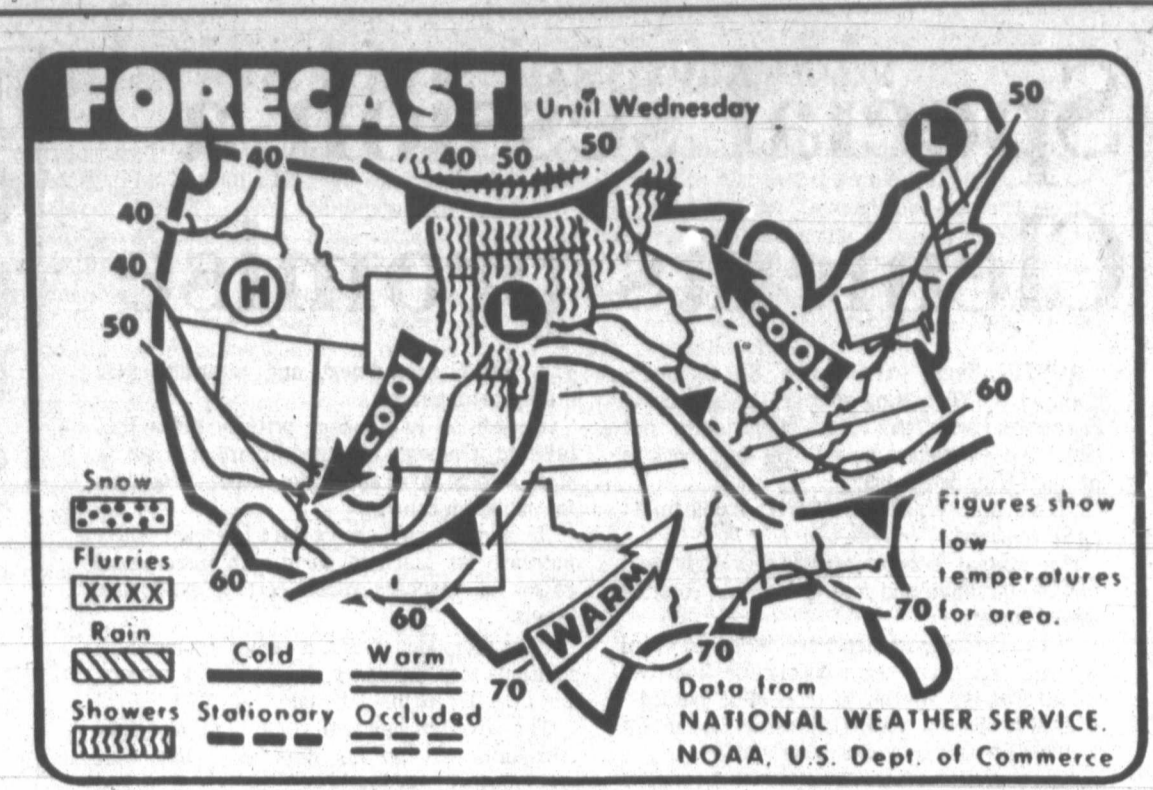 FORECAST Until Wednesday
50
L
40 40 50 50
40
40
H
50
L
COOL
COOL
60
Snow
Flurries
XXXX
Rain
Showers
60
Cold
Warm
Stationary
Occluded
60
WARM
70
70
70
Figures show
low
temperatures
for area.
Data from
NATIONAL WEATHER SERVICE.
NOAA, U.S. Dept. of Commerce